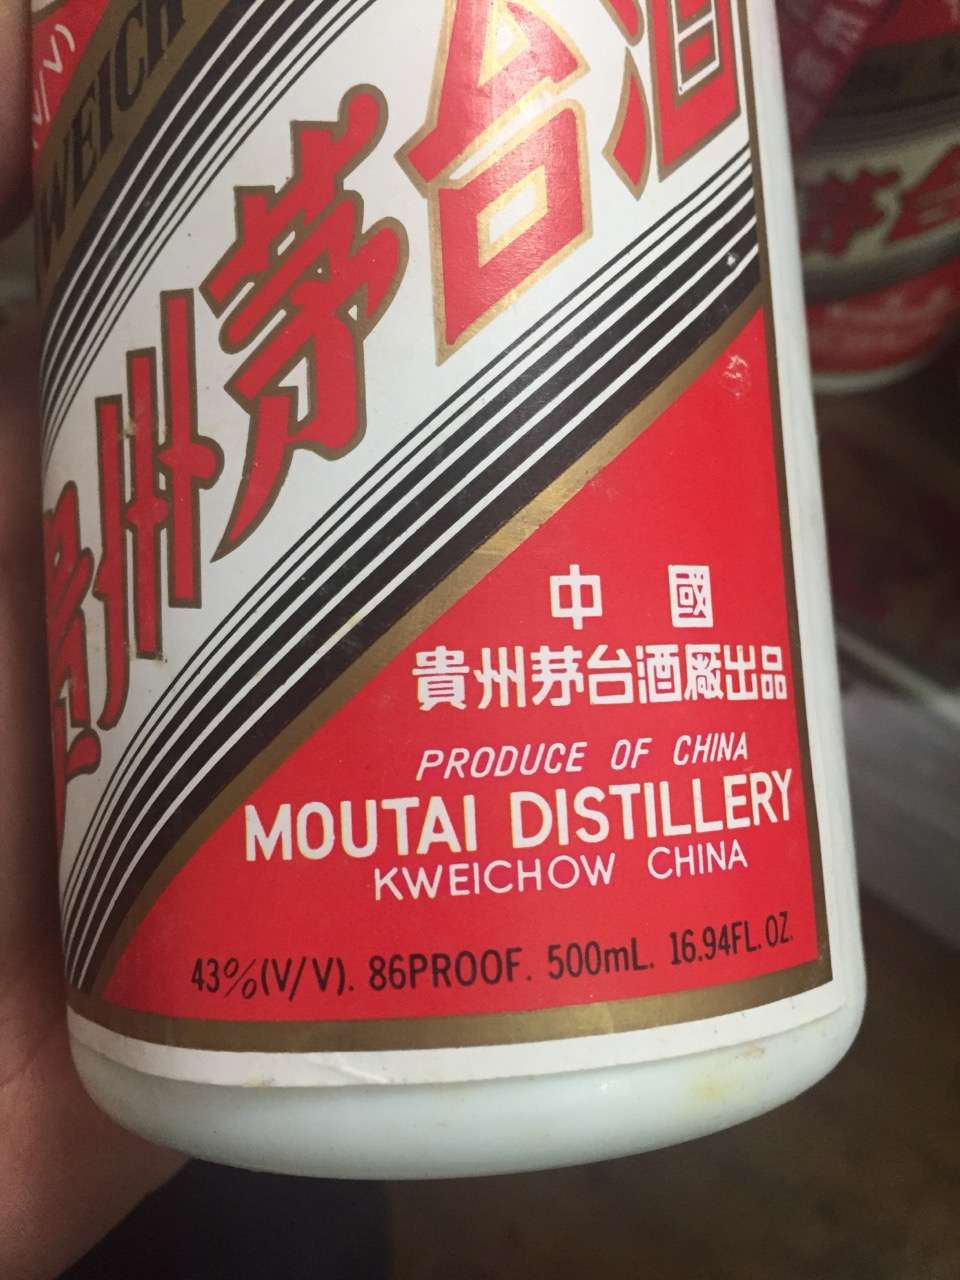 貴州茅台酒
中國
貴州茅台酒廠出品
PRODUCE OF CHINA
MOUTAI DISTILLERY
KWEICHOW CHINA
43%(V/V). 86PROOF. 500mL. 16.94FL.OZ.